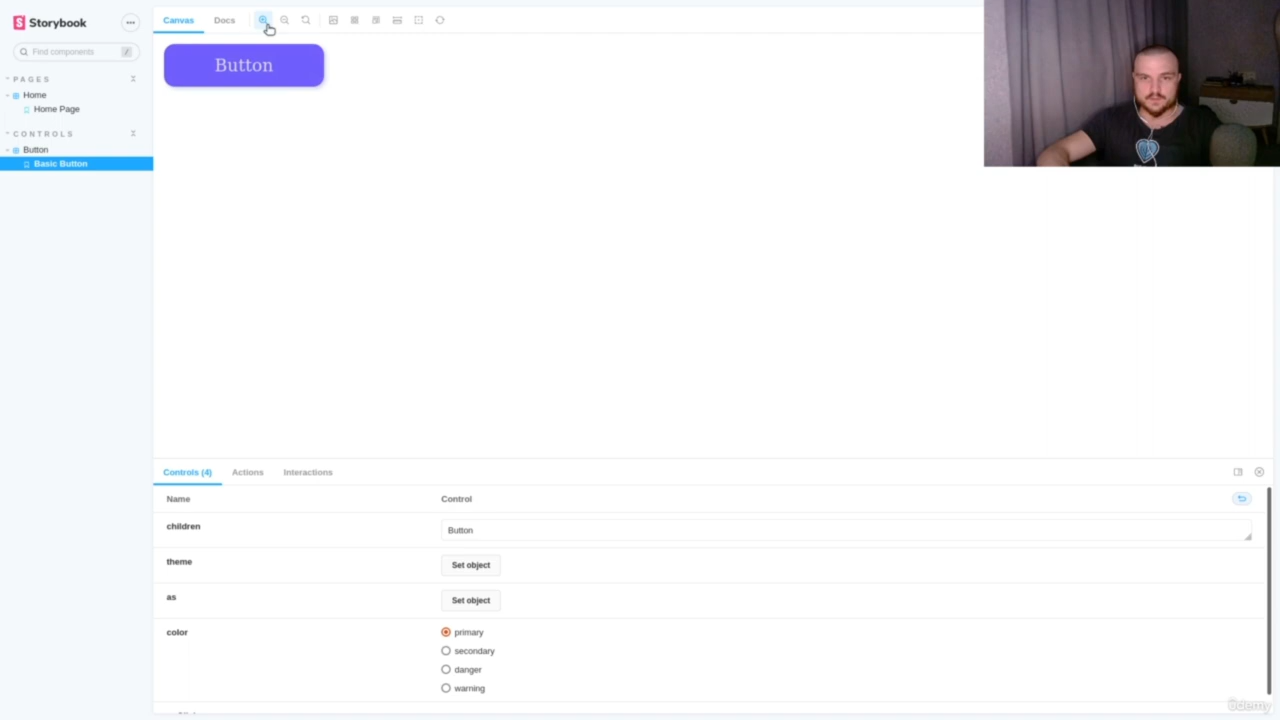 Storybook
Find components /
PAGES
Home
Home Page
CONTROLS
Button
Basic Button
Canvas Docs
Button
Controls (4) Actions Interactions
Name Control
children Button
theme Set object
as Set object
color primary
secondary
danger
warning
ûdemy